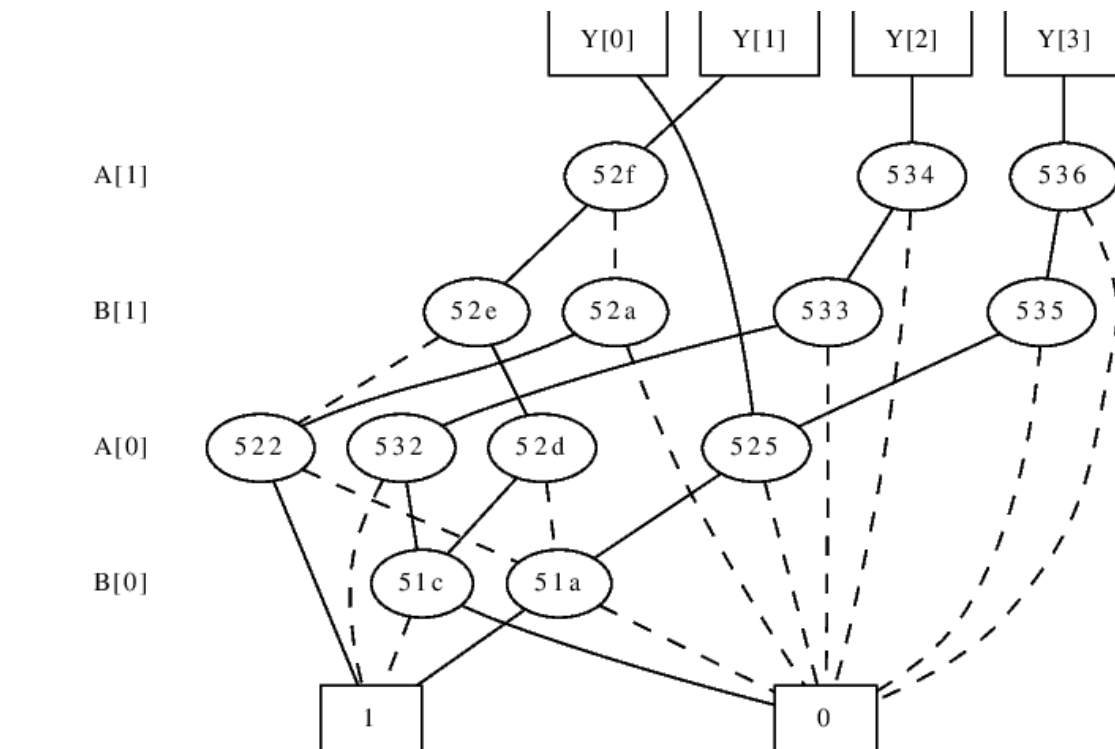 Y[0] Y[1] Y[2] Y[3]
A[1] 52f 534 536
B[1] 52e 52a 533 535
A[0] 522 532 52d 525
B[0] 51c 51a
1 0